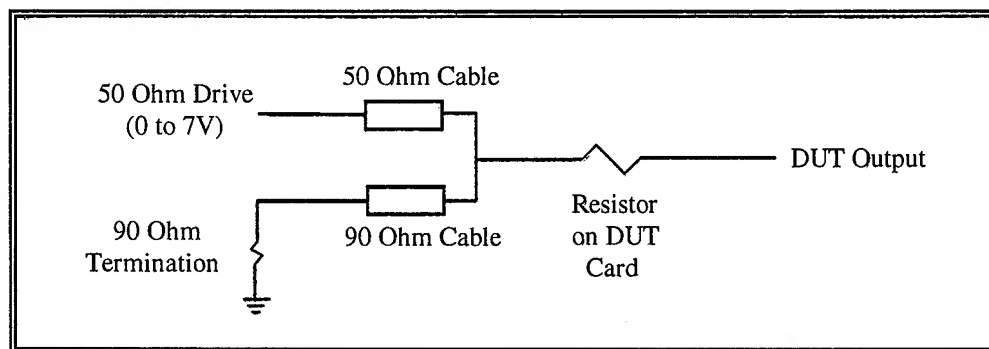 50 Ohm Cable
50 Ohm Drive
(0 to 7V)
DUT Output
90 Ohm
Termination
90 Ohm Cable
Resistor
on DUT
Card